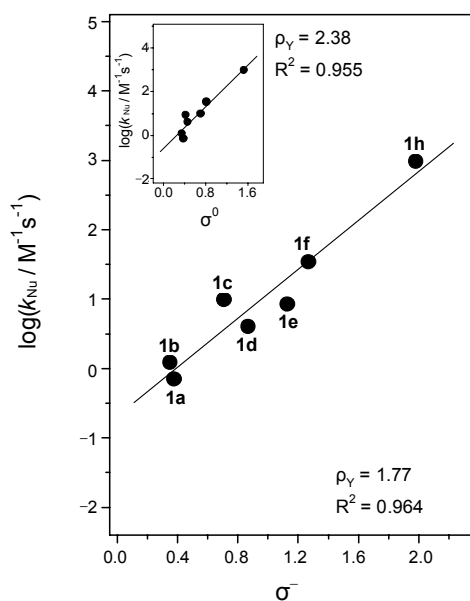 5
4
3
2
1
0
−1
−2
0.0 0.4 0.8 1.2 1.6 2.0
log(kNu / M⁻¹s⁻¹)
σ⁻
4
2
0
−2
0.0 0.8 1.6
log(kNu / M⁻¹s⁻¹)
σ⁰
ρY = 2.38
R² = 0.955
1h
1f
1c
1e
1d
1b
1a
ρY = 1.77
R² = 0.964